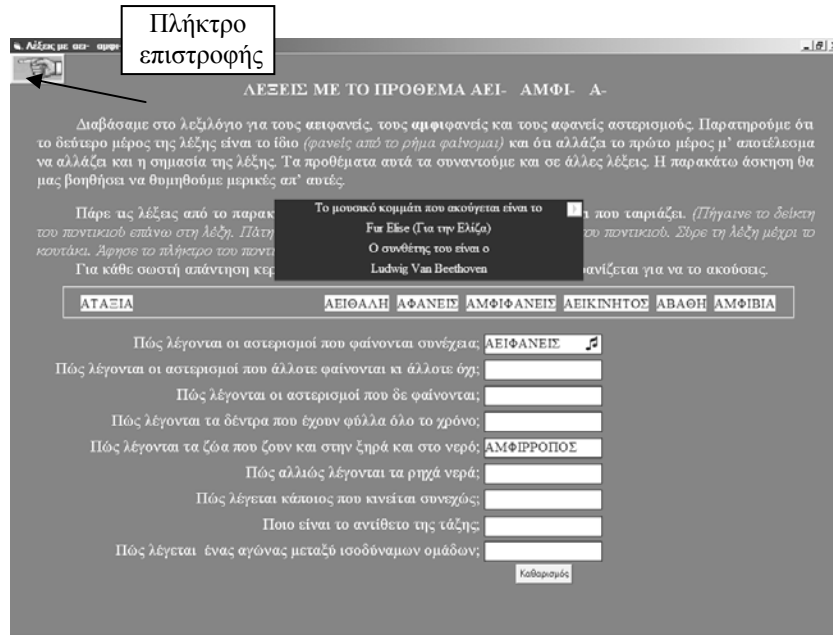 Πλήκτρο
επιστροφής
Λέξεις με αει- αμφι-
ΛΕΞΕΙΣ ΜΕ ΤΟ ΠΡΟΘΕΜΑ ΑΕΙ- ΑΜΦΙ- Α-
Διαβάσαμε στο λεξιλόγιο για τους αειφανείς, τους αμφιφανείς και τους αφανείς αστερισμούς. Παρατηρούμε ότι
το δεύτερο μέρος της λέξης είναι το ίδιο (φανείς από το ρήμα φαίνομαι) και ότι αλλάζει το πρώτο μέρος μ' αποτέλεσμα
να αλλάζει και η σημασία της λέξης. Τα προθέματα αυτά τα συναντούμε και σε άλλες λέξεις. Η παρακάτω άσκηση θα
μας βοηθήσει να θυμηθούμε μερικές απ' αυτές.
Πάρε τις λέξεις από το παρακ που ταιριάζει. (Πήγαινε το δείκτη
του ποντικιού επάνω στη λέξη. Πάτη του ποντικιού. Σύρε τη λέξη μέχρι το
κουτάκι. Άφησε το πλήκτρο του ποντι
Για κάθε σωστή απάντηση κερ ανίζεται για να το ακούσεις.
Το μουσικό κομμάτι που ακούγεται είναι το
Fur Elise (Για την Ελίζα)
Ο συνθέτης του είναι ο
Ludwig Van Beethoven
ΑΤΑΞΙΑ ΑΕΙΘΑΛΗ ΑΦΑΝΕΙΣ ΑΜΦΙΦΑΝΕΙΣ ΑΕΙΚΙΝΗΤΟΣ ΑΒΑΘΗ ΑΜΦΙΒΙΑ
Πώς λέγονται οι αστερισμοί που φαίνονται συνέχεια; ΑΕΙΦΑΝΕΙΣ
Πώς λέγονται οι αστερισμοί που άλλοτε φαίνονται κι άλλοτε όχι;
Πώς λέγονται οι αστερισμοί που δε φαίνονται;
Πώς λέγονται τα δέντρα που έχουν φύλλα όλο το χρόνο;
Πώς λέγονται τα ζώα που ζουν και στην ξηρά και στο νερό; ΑΜΦΙΡΡΟΠΟΣ
Πώς αλλιώς λέγονται τα ρηχά νερά;
Πώς λέγεται κάποιος που κινείται συνεχώς;
Ποιο είναι το αντίθετο της τάξης;
Πώς λέγεται ένας αγώνας μεταξύ ισοδύναμων ομάδων;
Καθαρισμός